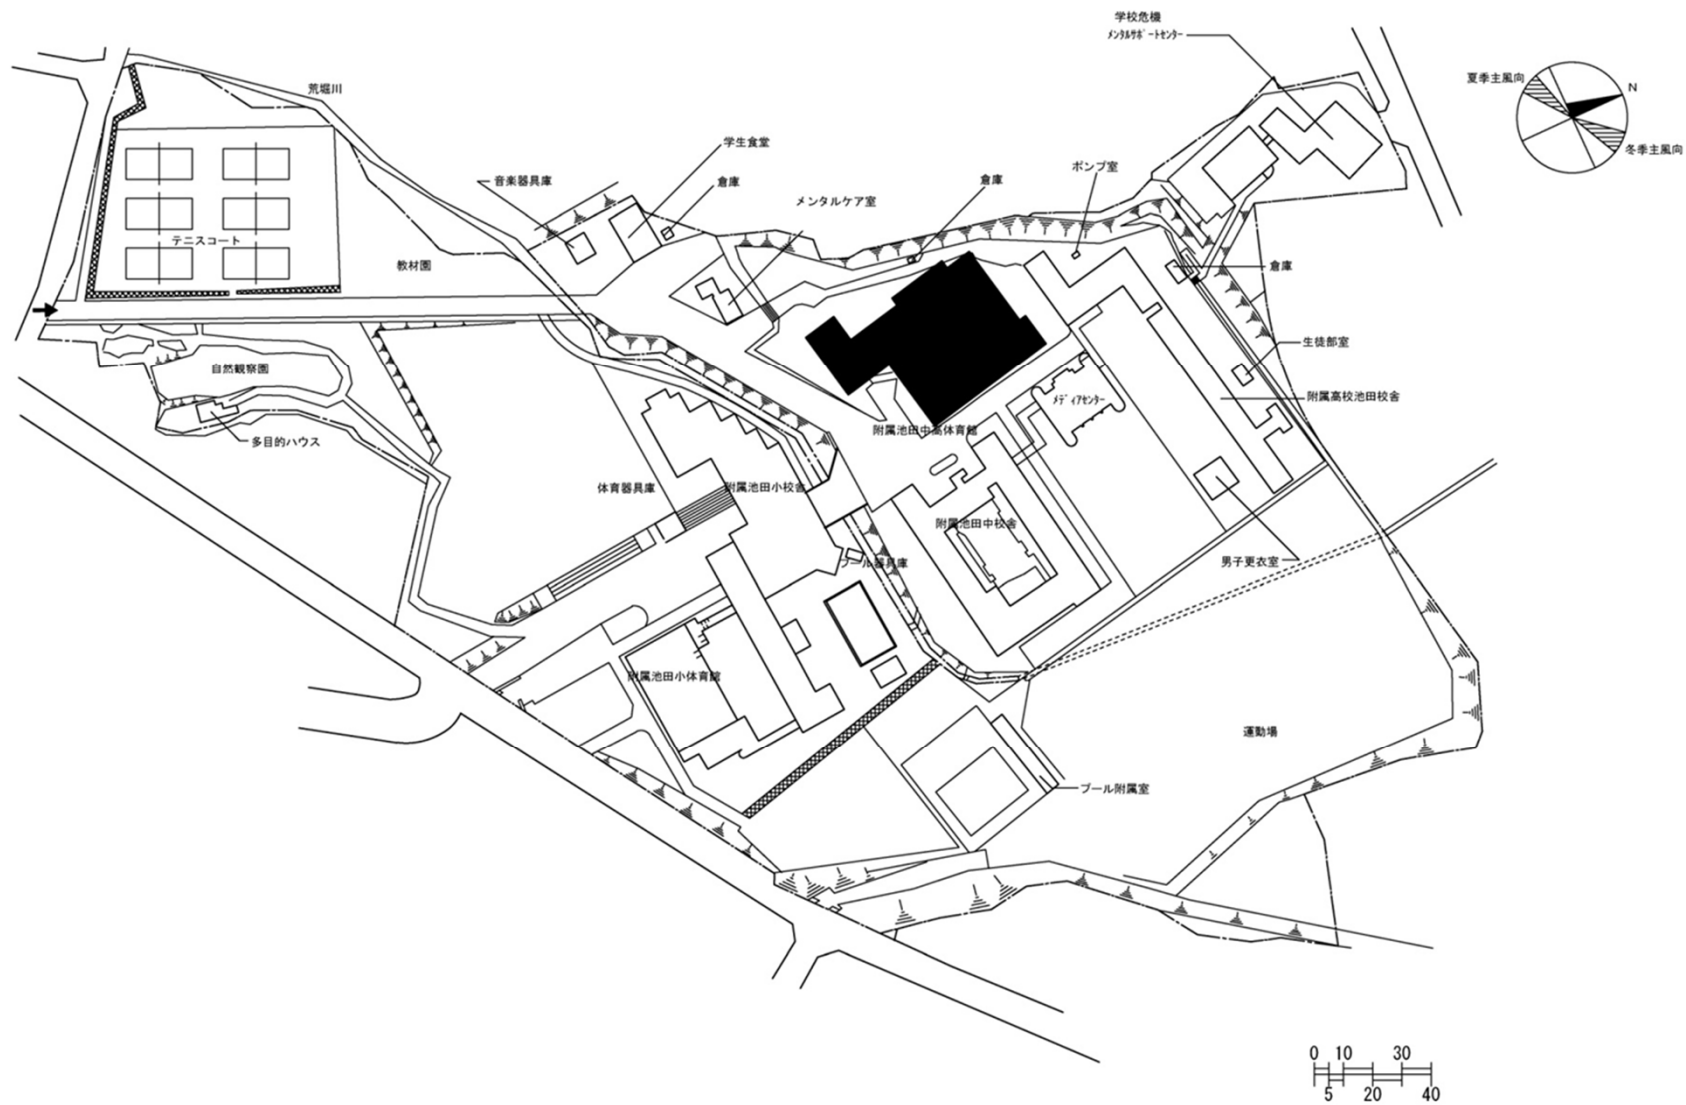 学校危機
ﾒﾝﾀﾙｻﾎﾟｰﾄｾﾝﾀｰ
夏季主風向
N
冬季主風向
荒堀川
学生食堂
音楽器具庫
倉庫
メンタルケア室
倉庫
ポンプ室
テニスコート
教材園
倉庫
自然観察園
多目的ハウス
生徒部室
メディアセンター
附属高校池田校舎
附属池田中高体育館
体育器具庫
附属池田小校舎
附属池田中校舎
プール器具庫
男子更衣室
附属池田小体育館
運動場
プール附属室
0 10 30
5 20 40